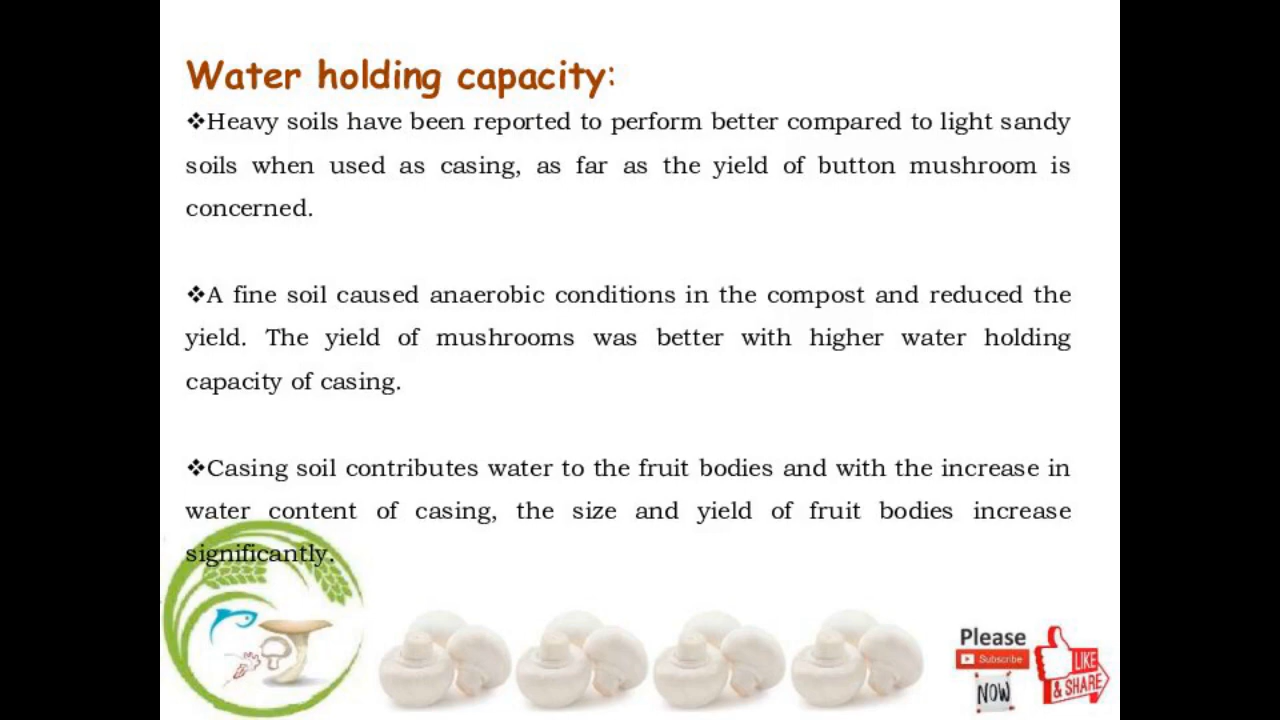 Water holding capacity:
❖Heavy soils have been reported to perform better compared to light sandy
soils when used as casing, as far as the yield of button mushroom is
concerned.
❖A fine soil caused anaerobic conditions in the compost and reduced the
yield. The yield of mushrooms was better with higher water holding
capacity of casing.
❖Casing soil contributes water to the fruit bodies and with the increase in
water content of casing, the size and yield of fruit bodies increase
significantly.
Please
Subscribe
NOW
LIKE
& SHARE